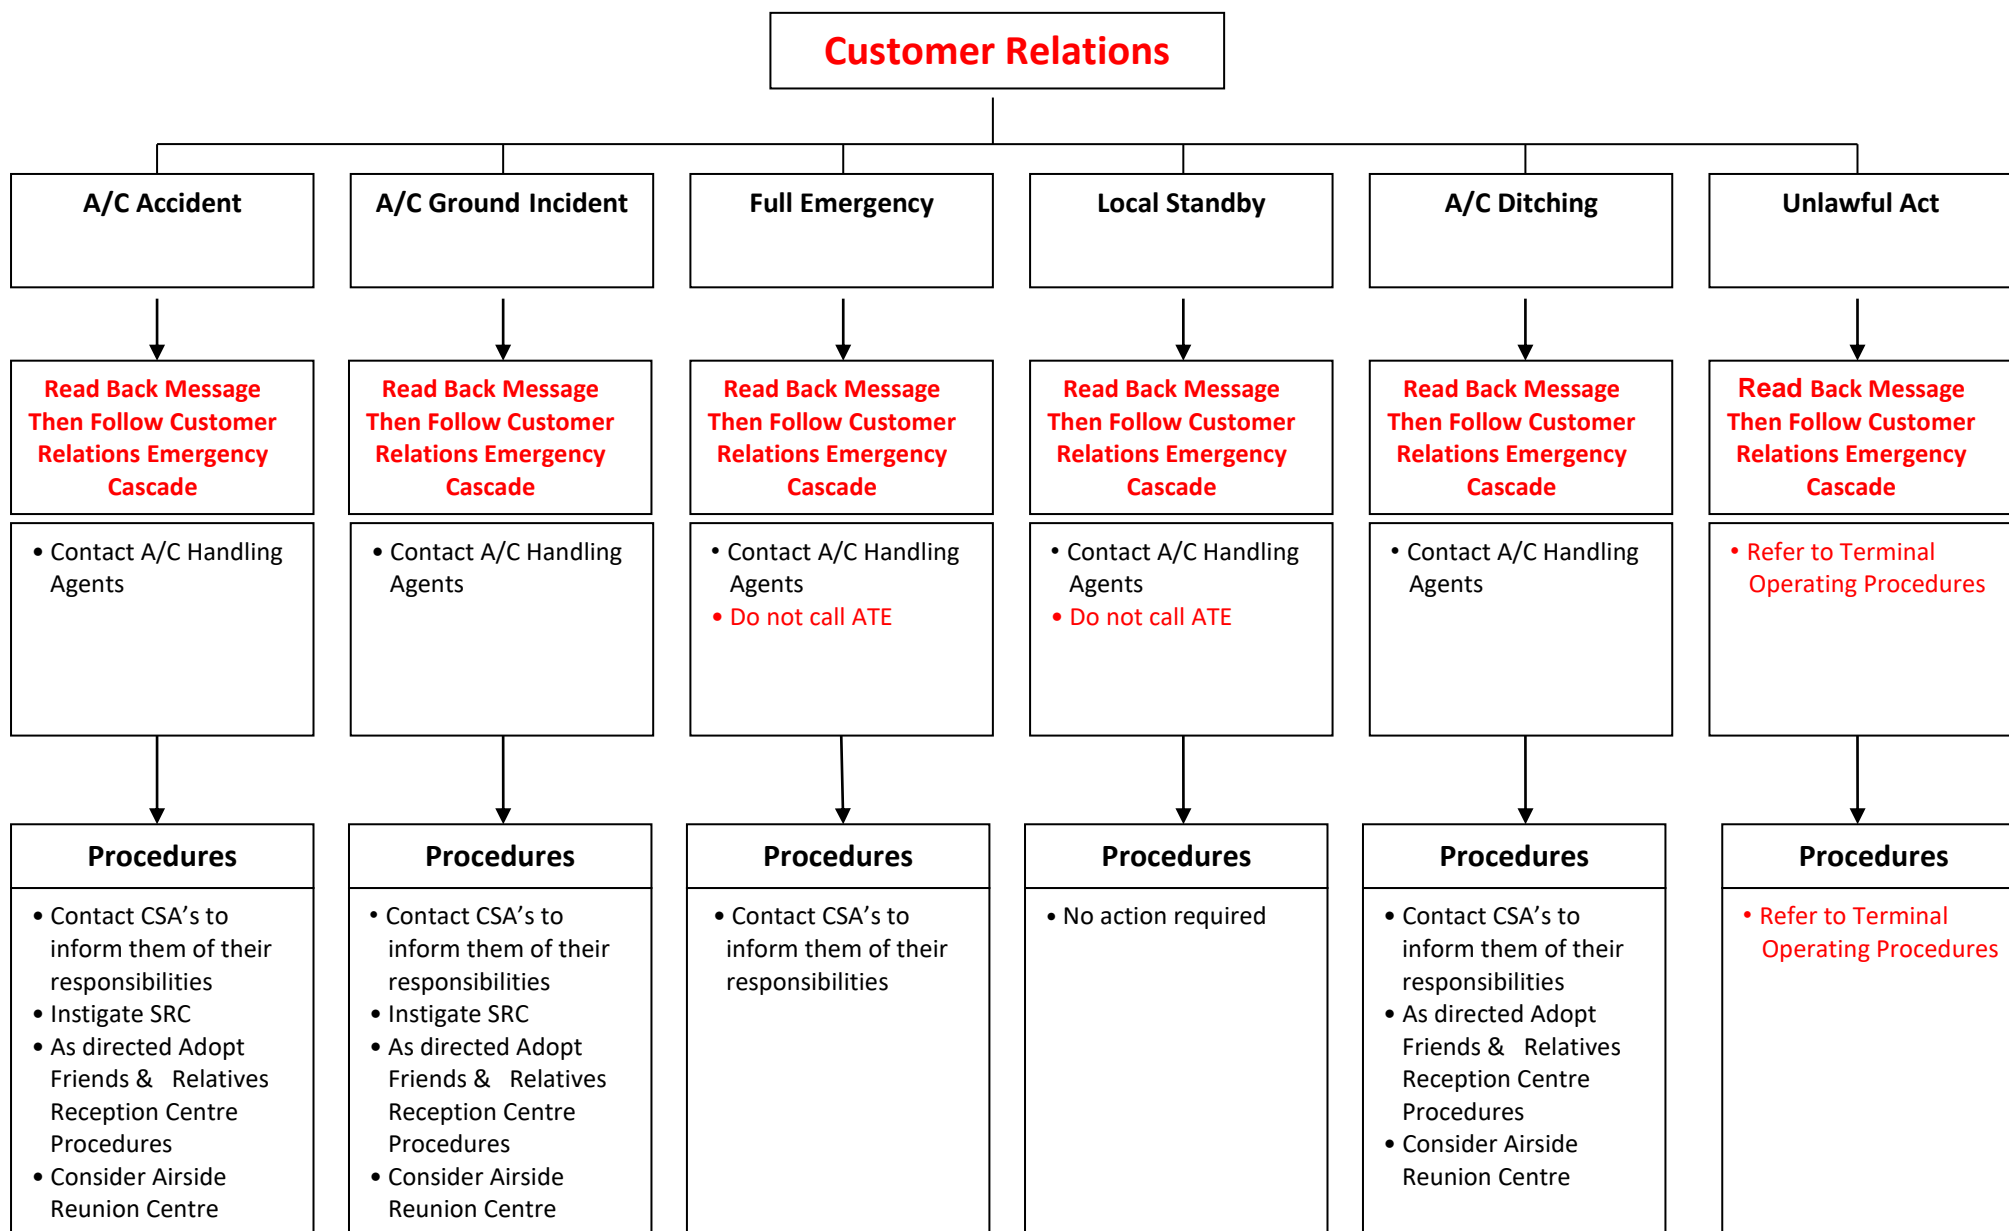 Customer Relations
A/C Accident
A/C Ground Incident
Full Emergency
Local Standby
A/C Ditching
Unlawful Act
Read Back Message
Then Follow Customer
Relations Emergency
Cascade
Read Back Message
Then Follow Customer
Relations Emergency
Cascade
Read Back Message
Then Follow Customer
Relations Emergency
Cascade
Read Back Message
Then Follow Customer
Relations Emergency
Cascade
Read Back Message
Then Follow Customer
Relations Emergency
Cascade
Read Back Message
Then Follow Customer
Relations Emergency
Cascade
• Contact A/C Handling
Agents
• Contact A/C Handling
Agents
• Contact A/C Handling
Agents
• Do not call ATE
• Contact A/C Handling
Agents
• Do not call ATE
• Contact A/C Handling
Agents
• Refer to Terminal
Operating Procedures
Procedures
• Contact CSA’s to
inform them of their
responsibilities
• Instigate SRC
• As directed Adopt
Friends & Relatives
Reception Centre
Procedures
• Consider Airside
Reunion Centre
Procedures
• Contact CSA’s to
inform them of their
responsibilities
• Instigate SRC
• As directed Adopt
Friends & Relatives
Reception Centre
Procedures
• Consider Airside
Reunion Centre
Procedures
• Contact CSA’s to
inform them of their
responsibilities
Procedures
• No action required
Procedures
• Contact CSA’s to
inform them of their
responsibilities
• As directed Adopt
Friends & Relatives
Reception Centre
Procedures
• Consider Airside
Reunion Centre
Procedures
• Refer to Terminal
Operating Procedures